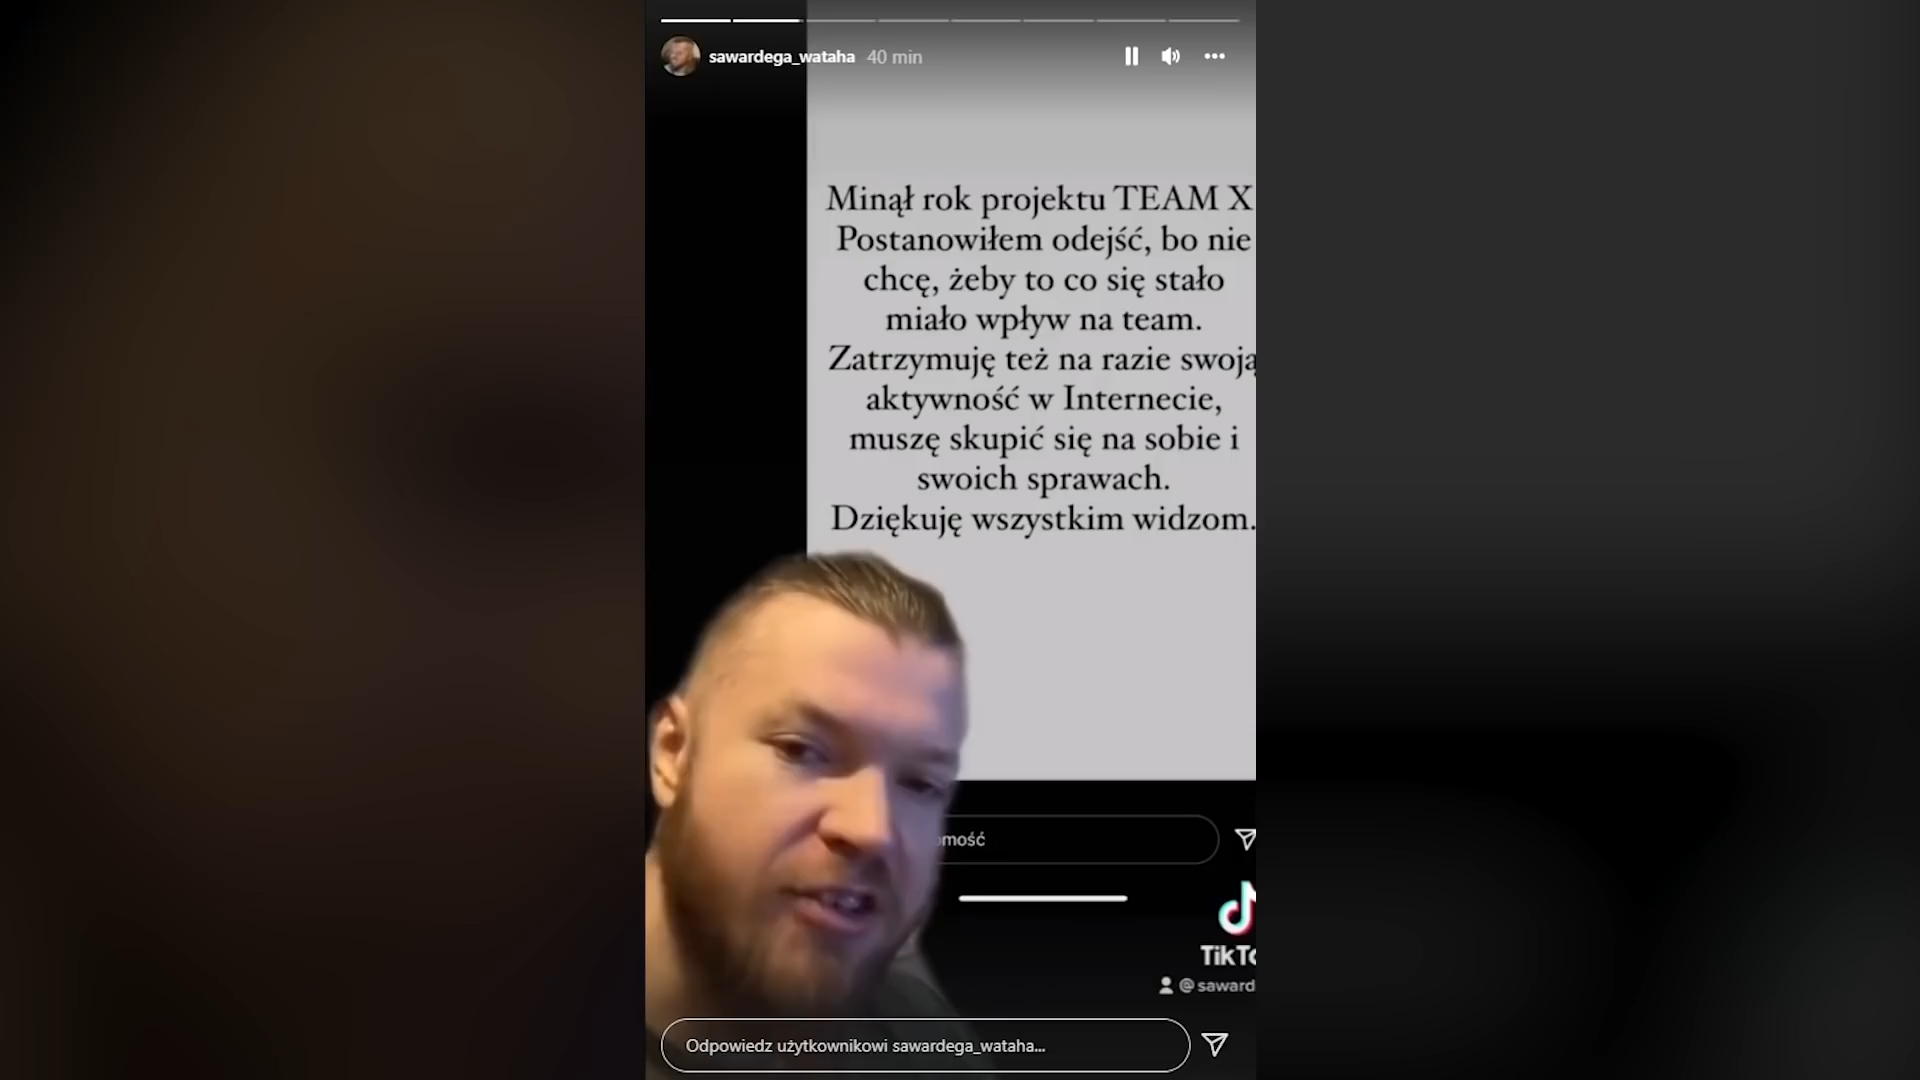 sawardega_wataha 40 min
Minął rok projektu TEAM X
Postanowiłem odejść, bo nie
chcę, żeby to co się stało
miało wpływ na team.
Zatrzymuję też na razie swoją
aktywność w Internecie,
muszę skupić się na sobie i
swoich sprawach.
Dziękuję wszystkim widzom.
omość
TikTo
@saward
Odpowiedz użytkownikowi sawardega_wataha...